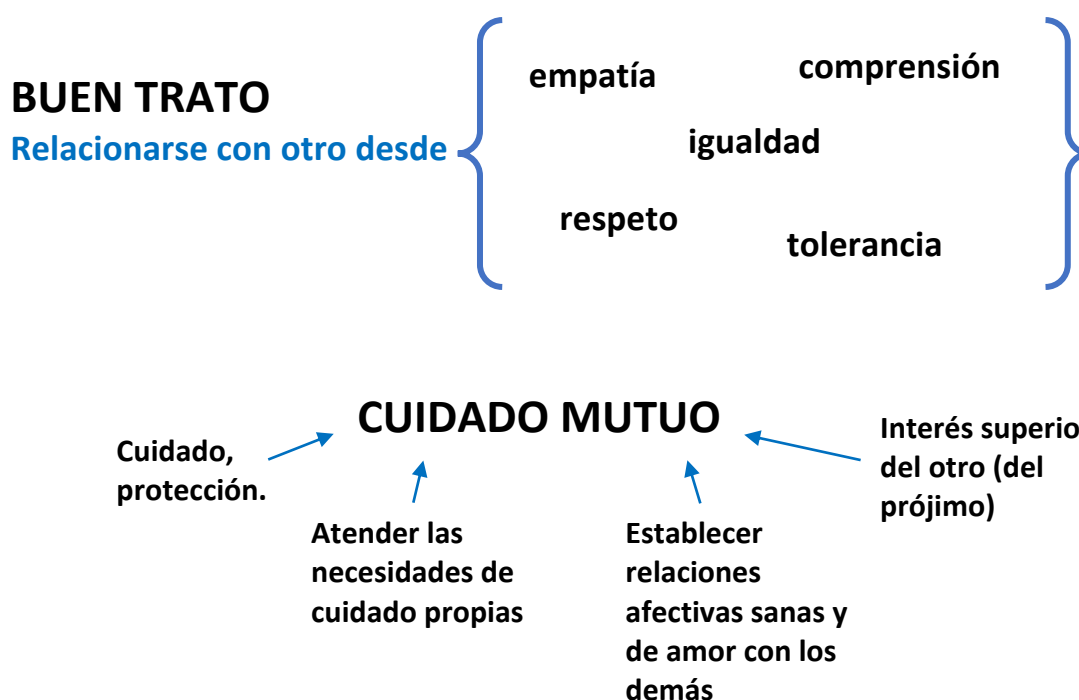 BUEN TRATO
Relacionarse con otro desde
empatía
comprensión
igualdad
respeto
tolerancia
CUIDADO MUTUO
Cuidado,
protección.
Atender las
necesidades de
cuidado propias
Establecer
relaciones
afectivas sanas y
de amor con los
demás
Interés superio
del otro (del
prójimo)